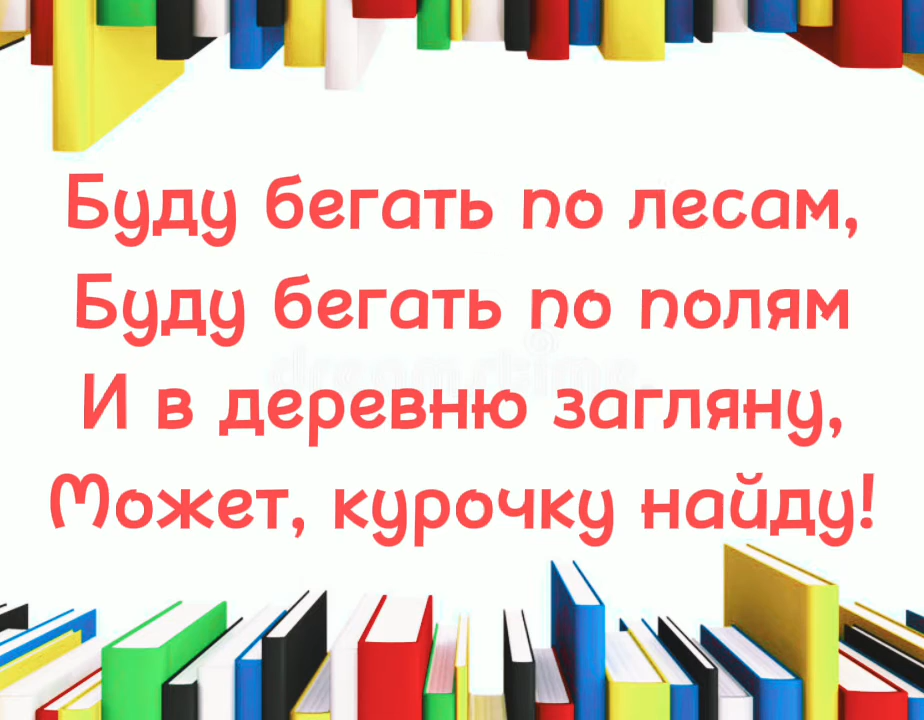 Буду бегать по лесам,
Буду бегать по полям
И в деревню загляну,
Может, курочку найду!